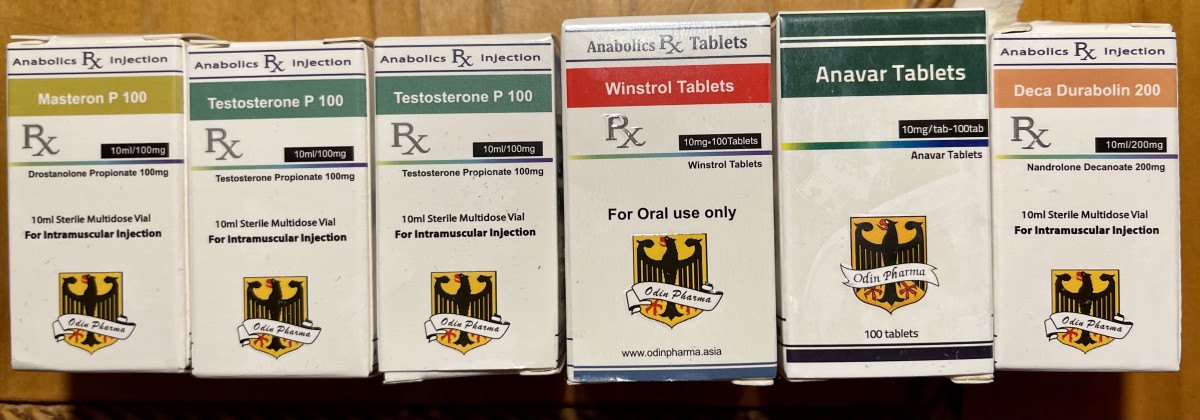 Anabolics Rx Injection
Masteron P 100
Rx
10ml/100mg
Drostanolone Propionate 100mg
10ml Sterile Multidose Vial
For Intramuscular Injection
Odin Pharma
Anabolics Rx Injection
Testosterone P 100
Rx
10ml/100mg
Testosterone Propionate 100mg
10ml Sterile Multidose Vial
For Intramuscular Injection
Odin Pharma
Anabolics Rx Injection
Testosterone P 100
Rx
10ml/100mg
Testosterone Propionate 100mg
10ml Sterile Multidose Vial
For Intramuscular Injection
Odin Pharma
Anabolics Rx Tablets
Winstrol Tablets
Rx
10mg*100Tablets
Winstrol Tablets
For Oral use only
Odin Pharma
www.odinpharma.asia
Anavar Tablets
10mg/tab-100tab
Anavar Tablets
Odin Pharma
100 tablets
Anabolics Rx Injection
Deca Durabolin 200
Rx
10ml/200mg
Nandrolone Decanoate 200mg
10ml Sterile Multidose Vial
For Intramuscular Injection
Odin Pharma